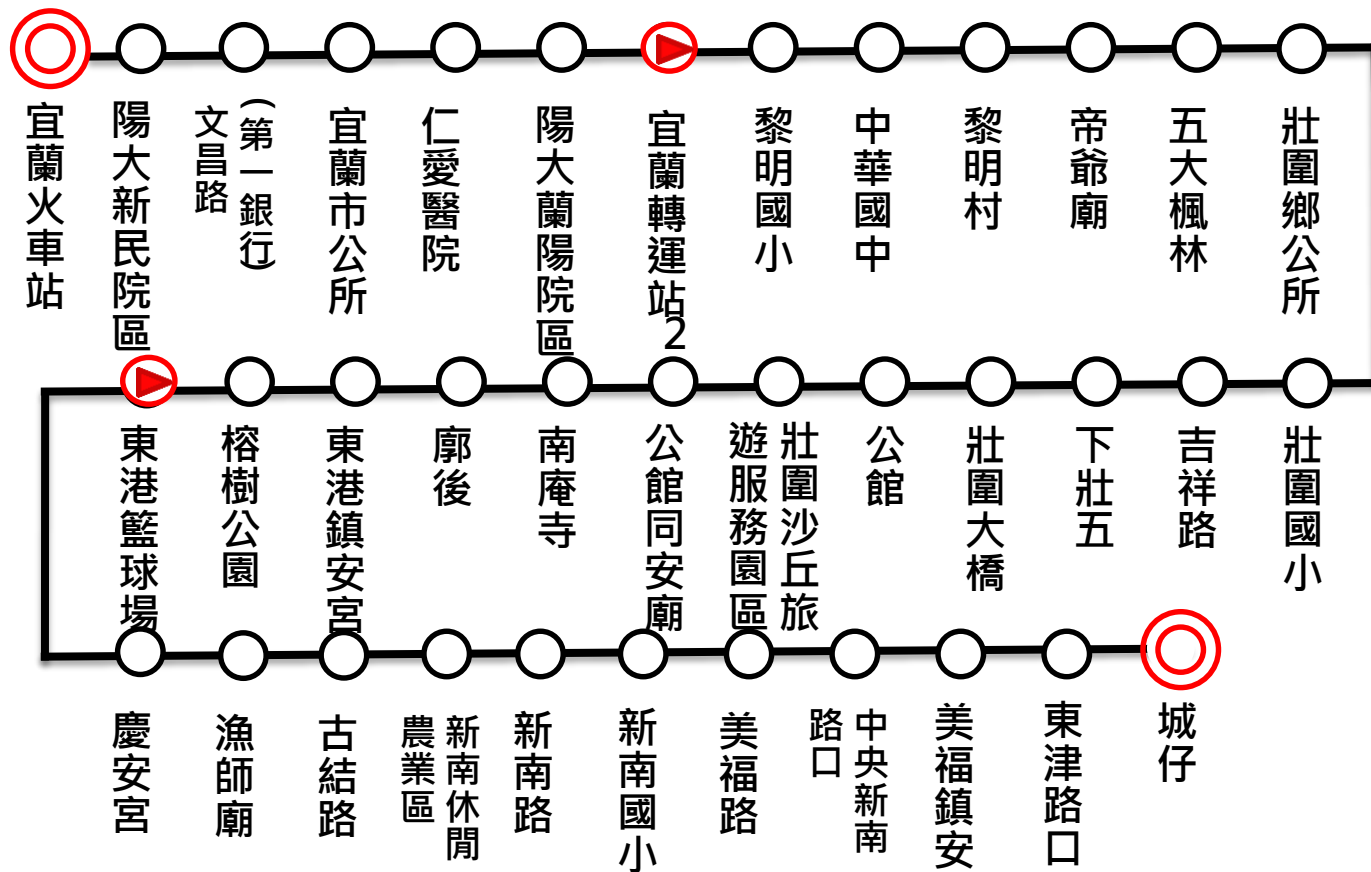 宜蘭火車站
陽大新民院區
文昌路
(第一銀行)
宜蘭市公所
仁愛醫院
陽大蘭陽院區
宜蘭轉運站
2
黎明國小
中華國中
黎明村
帝爺廟
五大楓林
壯圍鄉公所
東港籃球場
榕樹公園
東港鎮安宮
廓後
南庵寺
公館同安廟
壯圍沙丘旅
遊服務園區
公館
壯圍大橋
下壯五
吉祥路
壯圍國小
慶安宮
漁師廟
古結路
新南休閒
農業區
新南路
新南國小
美福路
中央新南
路口
美福鎮安
東津路口
城仔